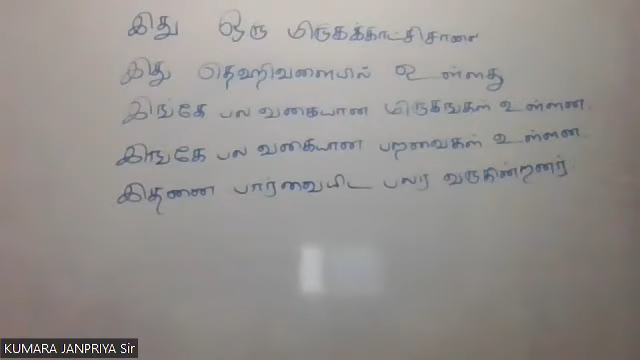 இது ஒரு மிருகக்காட்சிசாலை
இது தெஹிவளையில் உள்ளது
இங்கே பல வகையான மிருகங்கள் உள்ளன.
இங்கே பல வகையான பறவைகள் உள்ளன.
இதனை பார்வையிட பலர் வருகின்றனர்.
KUMARA JANPRIYA Sir